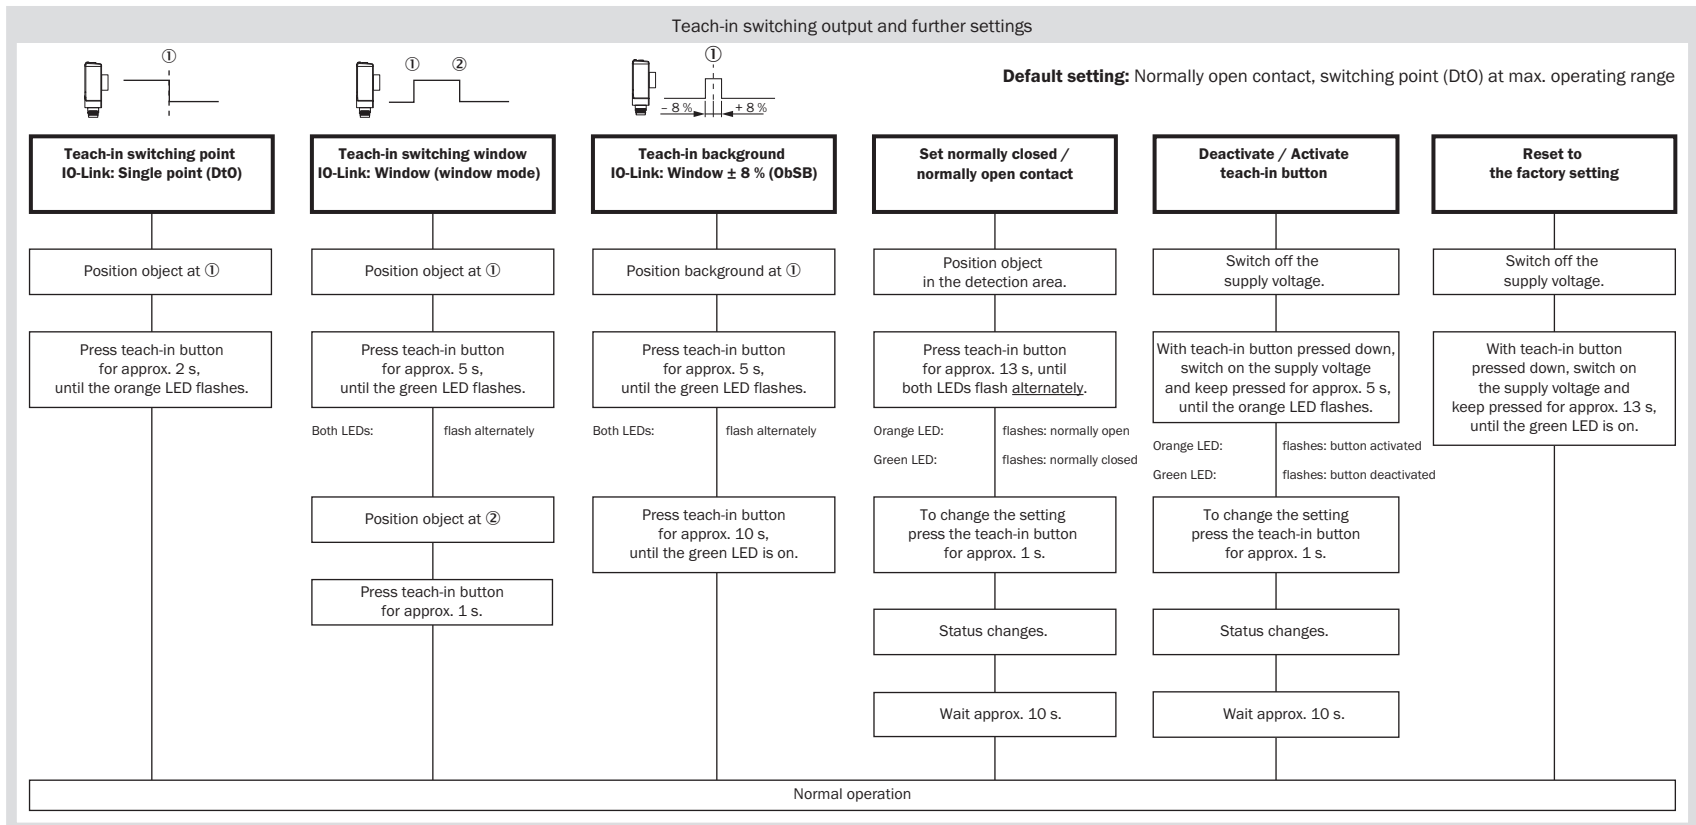 Teach-in switching output and further settings
①
① ②
①
– 8 % + 8 %
Default setting: Normally open contact, switching point (DtO) at max. operating range
Teach-in switching point
IO-Link: Single point (DtO)
Position object at ①
Press teach-in button
for approx. 2 s,
until the orange LED flashes.
Teach-in switching window
IO-Link: Window (window mode)
Position object at ①
Press teach-in button
for approx. 5 s,
until the green LED flashes.
Both LEDs: flash alternately
Position object at ②
Press teach-in button
for approx. 1 s.
Teach-in background
IO-Link: Window ± 8 % (ObSB)
Position background at ①
Press teach-in button
for approx. 5 s,
until the green LED flashes.
Both LEDs: flash alternately
Press teach-in button
for approx. 10 s,
until the green LED is on.
Set normally closed /
normally open contact
Position object
in the detection area.
Press teach-in button
for approx. 13 s, until
both LEDs flash alternately.
Orange LED: flashes: normally open
Green LED: flashes: normally closed
To change the setting
press the teach-in button
for approx. 1 s.
Status changes.
Wait approx. 10 s.
Deactivate / Activate
teach-in button
Switch off the
supply voltage.
With teach-in button pressed down,
switch on the supply voltage
and keep pressed for approx. 5 s,
until the orange LED flashes.
Orange LED: flashes: button activated
Green LED: flashes: button deactivated
To change the setting
press the teach-in button
for approx. 1 s.
Status changes.
Wait approx. 10 s.
Reset to
the factory setting
Switch off the
supply voltage.
With teach-in button
pressed down, switch on
the supply voltage and
keep pressed for approx. 13 s,
until the green LED is on.
Normal operation